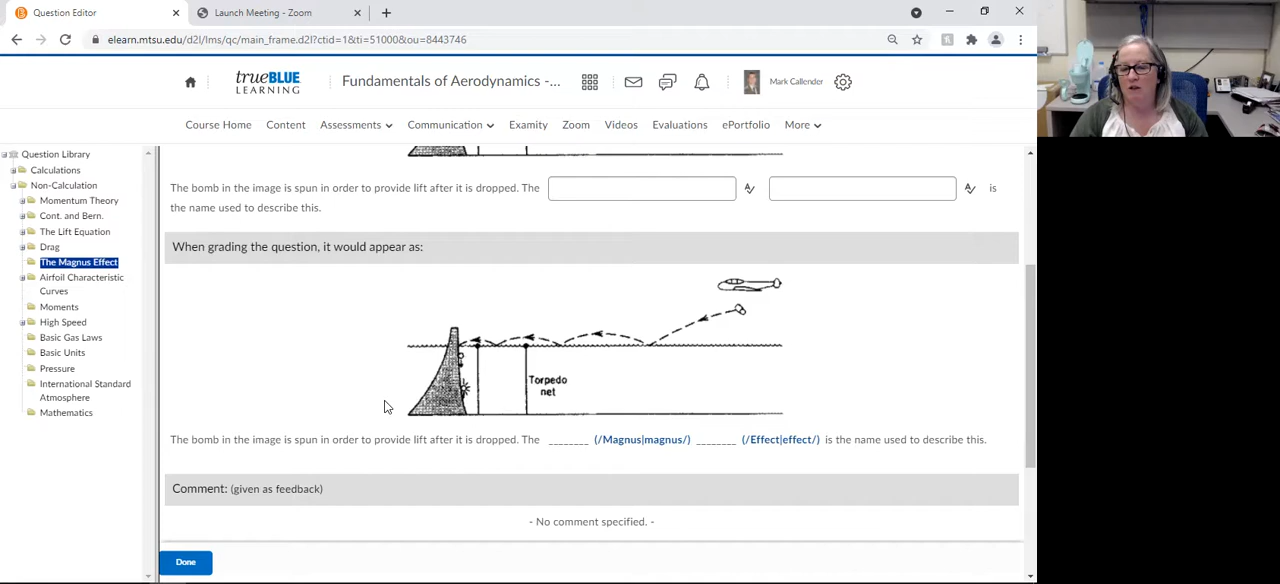 Question Editor
Launch Meeting - Zoom
elearn.mtsu.edu/d2l/lms/qc/main_frame.d2l?ctid=1&ti=51000&ou=8443746
trueBLUE
LEARNING
Fundamentals of Aerodynamics -...
Mark Callender
Course Home
Content
Assessments
Communication
Examity
Zoom
Videos
Evaluations
ePortfolio
More
Question Library
Calculations
Non-Calculation
Momentum Theory
Cont. and Bern.
The Lift Equation
Drag
The Magnus Effect
Airfoil Characteristic
Curves
Moments
High Speed
Basic Gas Laws
Basic Units
Pressure
International Standard
Atmosphere
Mathematics
The bomb in the image is spun in order to provide lift after it is dropped. The is
the name used to describe this.
When grading the question, it would appear as:
Torpedo
net
The bomb in the image is spun in order to provide lift after it is dropped. The ________ (/Magnus|magnus/) ________ (/Effect|effect/) is the name used to describe this.
Comment: (given as feedback)
- No comment specified. -
Done